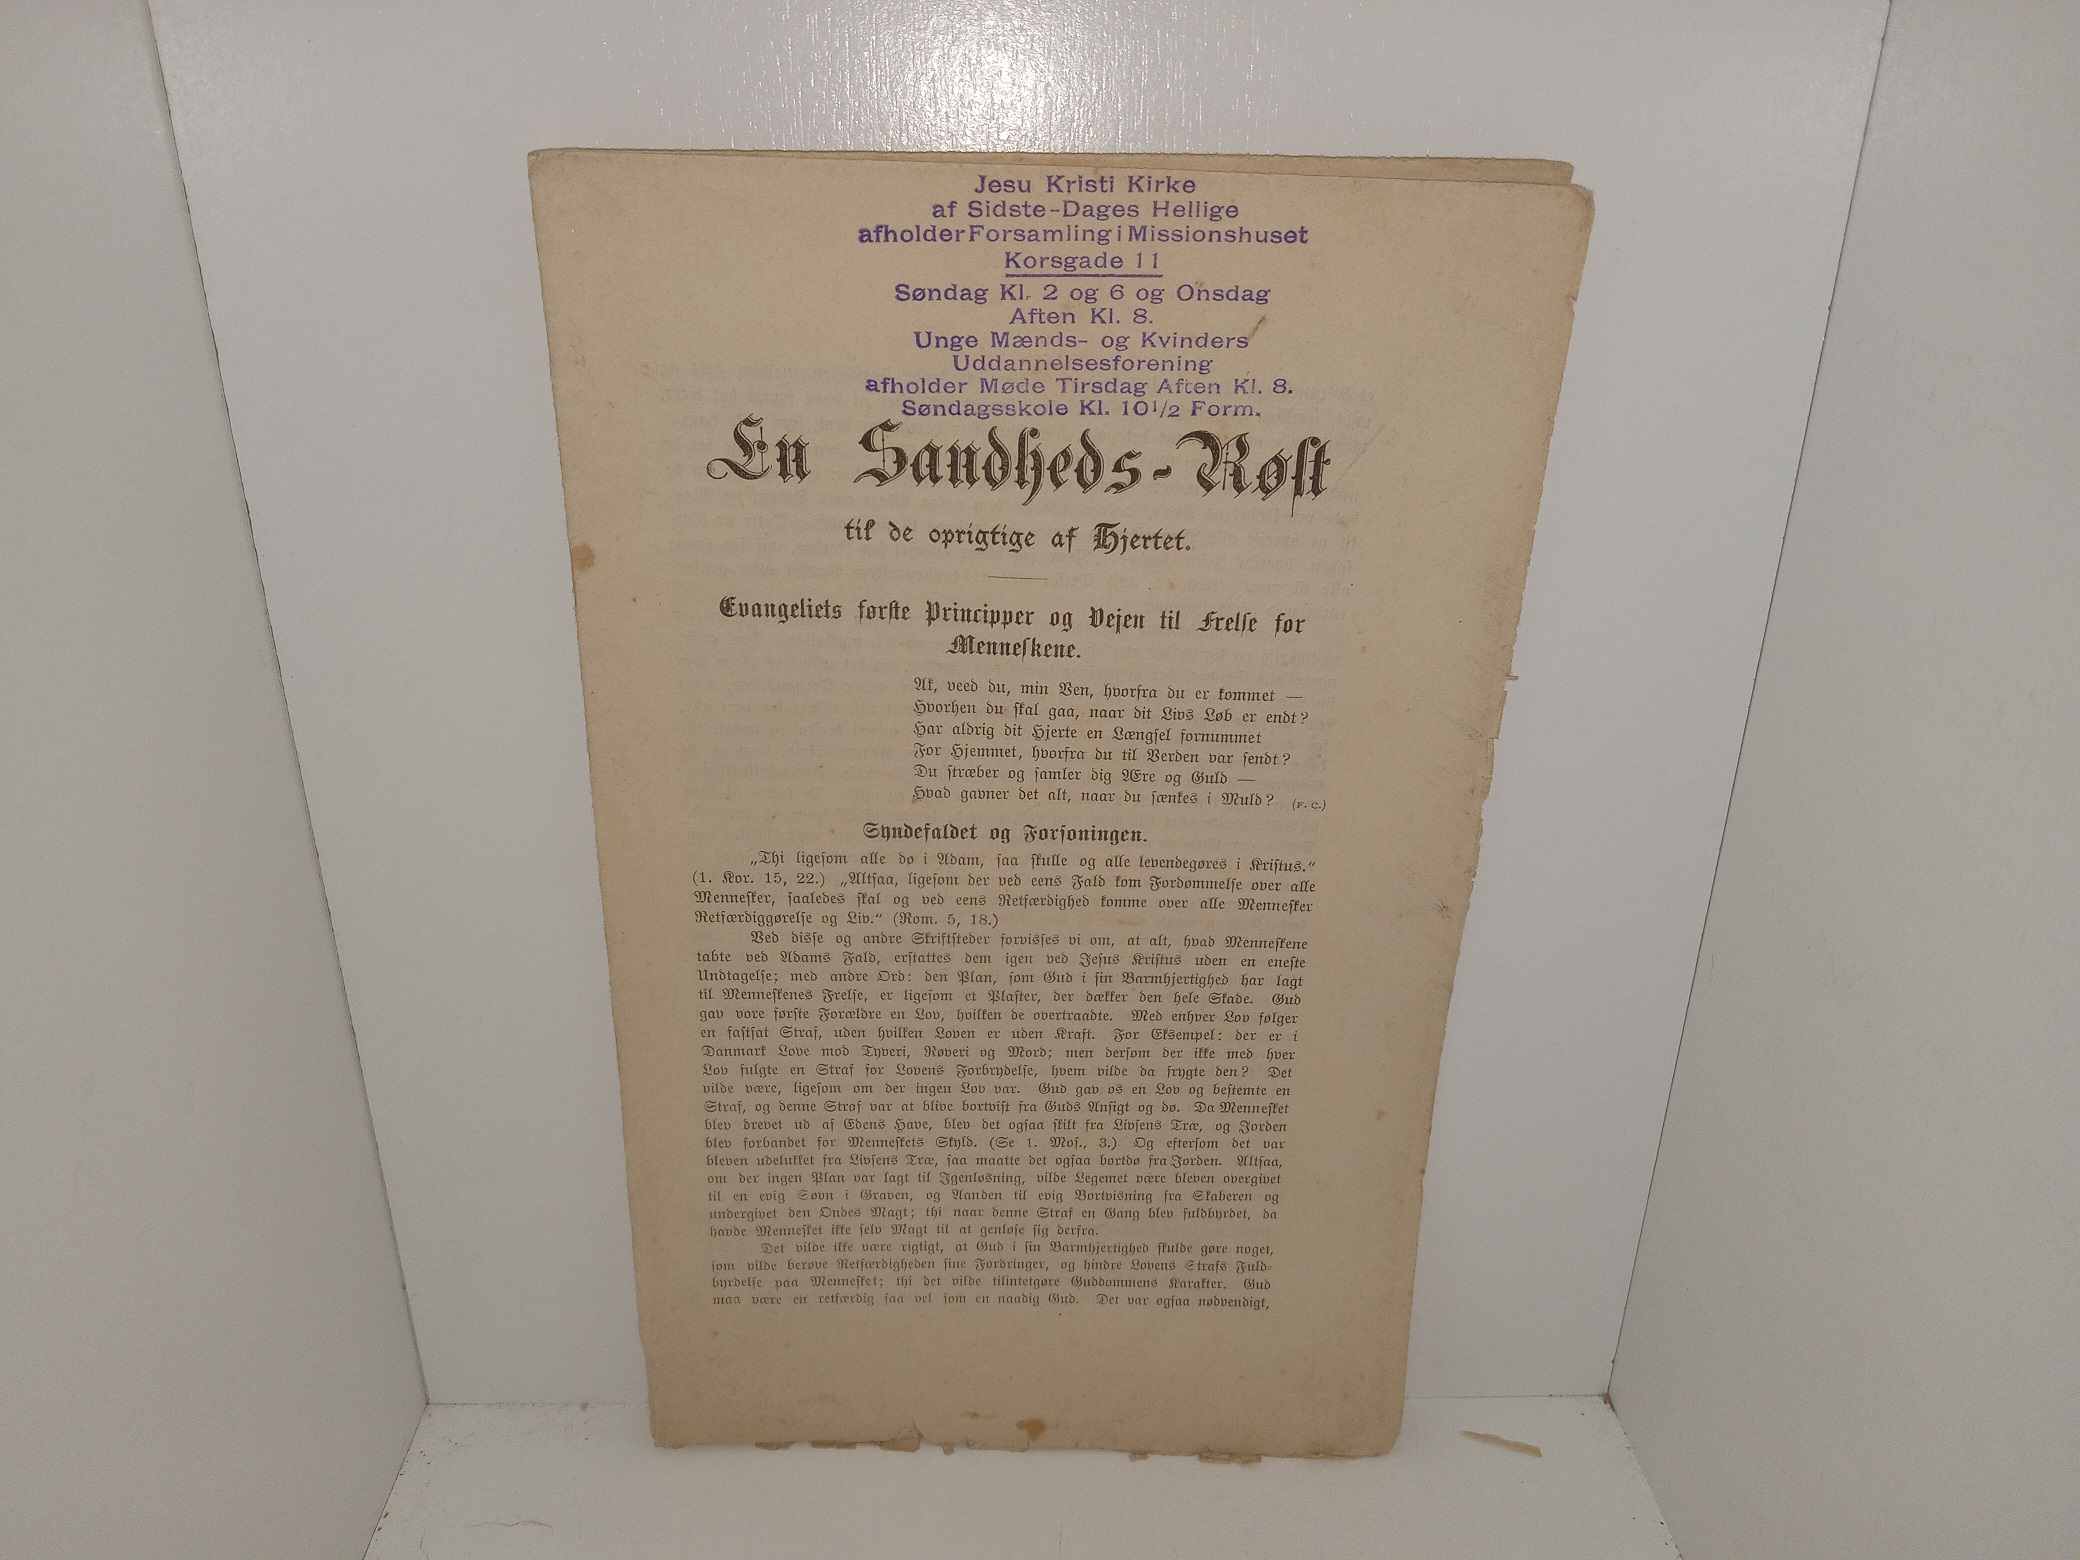 Jesu Kristi Kirke
af Sidste-Dages Hellige
afholder Forsamling i Missionshuset
Korsgade 11
Søndag Kl. 2 og 6 og Onsdag
Aften Kl. 8.
Unge Mænds- og Kvinders
Uddannelsesforening
afholder Møde Tirsdag Aften Kl. 8.
Søndagsskole Kl. 10 1/2 Form.
En Sandheds-Røst
til de oprigtige af Hjertet.
Evangeliets første Principper og Vejen til Frelse for
Menneskene.
Ak, veed du, min Ven, hvorfra du er kommet —
Hvorhen du skal gaa, naar dit Livs Løb er endt?
Har aldrig dit Hjerte en Længsel fornummet
For Hjemmet, hvorfra du til Verden var sendt?
Du stræber og samler dig Ære og Guld —
Hvad gavner det alt, naar du sænkes i Muld? (F. C.)
Syndefaldet og Forsoningen.
„Thi ligesom alle dø i Adam, saa skulle og alle levendegøres i Kristus.“
(1. Kor. 15, 22.) „Altsaa, ligesom der ved eens Fald kom Fordømmelse over alle
Mennesker, saaledes skal og ved eens Retfærdighed komme over alle Mennesker
Retfærdiggørelse og Liv.“ (Rom. 5, 18.)
Ved disse og andre Skriftsteder forvisses vi om, at alt, hvad Menneskene
tabte ved Adams Fald, erstattes dem igen ved Jesus Kristus uden en eneste
Undtagelse; med andre Ord: den Plan, som Gud i sin Barmhjertighed har lagt
til Menneskenes Frelse, er ligesom et Plaster, der dækker den hele Skade. Gud
gav vore første Forældre en Lov, hvilken de overtraadte. Med enhver Lov følger
en fastsat Straf, uden hvilken Loven er uden Kraft. For Eksempel: der er i
Danmark Love mod Tyveri, Røveri og Mord; men dersom der ikke med hver
Lov fulgte en Straf for Lovens Forbrydelse, hvem vilde da frygte den? Det
vilde være, ligesom om der ingen Lov var. Gud gav os en Lov og bestemte en
Straf, og denne Straf var at blive bortvist fra Guds Ansigt og dø. Da Mennesket
blev drevet ud af Edens Have, blev det ogsaa skilt fra Livsens Træ, og Jorden
blev forbandet for Menneskets Skyld. (Se 1. Mos., 3.) Og eftersom det var
bleven udelukket fra Livsens Træ, saa maatte det ogsaa bortdø fra Jorden. Altsaa,
om der ingen Plan var lagt til Igenløsning, vilde Legemet være bleven overgivet
til en evig Søvn i Graven, og Aanden til evig Bortvisning fra Skaberen og
undergivet den Ondes Magt; thi naar denne Straf en Gang blev fuldbyrdet, da
havde Mennesket ikke selv Magt til at genløse sig derfra.
Det vilde ikke være rigtigt, at Gud i sin Barmhjertighed skulde gøre noget,
som vilde berøve Retfærdigheden sine Fordringer, og hindre Lovens Strafs Fuld-
byrdelse paa Mennesket; thi det vilde tilintetgøre Guddommens Karakter. Gud
maa være en retfærdig saa vel som en naadig Gud. Det var ogsaa nødvendigt,